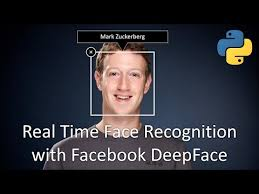 Mark Zuckerberg
Real Time Face Recognition
with Facebook DeepFace